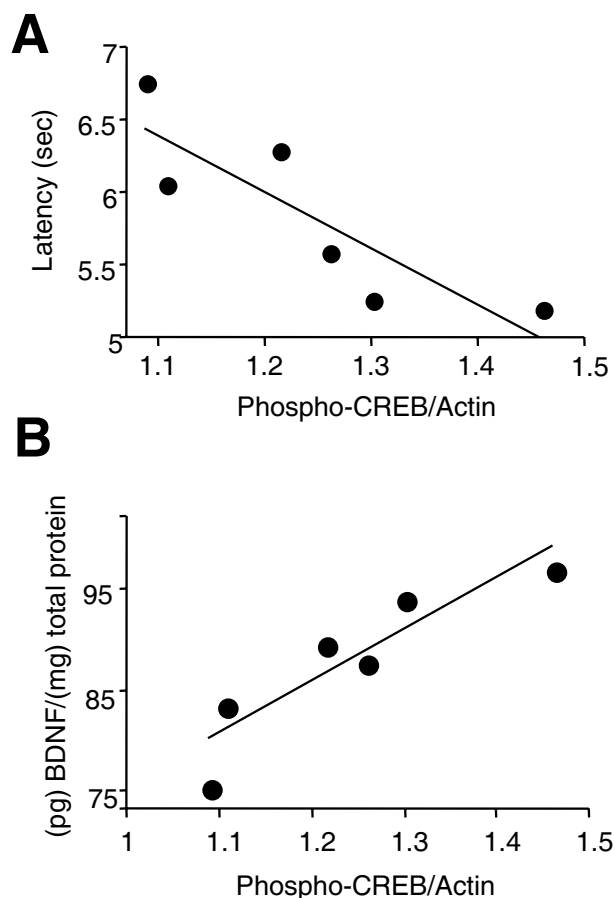 A
Latency (sec)
7
6.5
6
5.5
5
1.1 1.2 1.3 1.4 1.5
Phospho-CREB/Actin
B
(pg) BDNF/(mg) total protein
95
85
75
1 1.1 1.2 1.3 1.4 1.5
Phospho-CREB/Actin